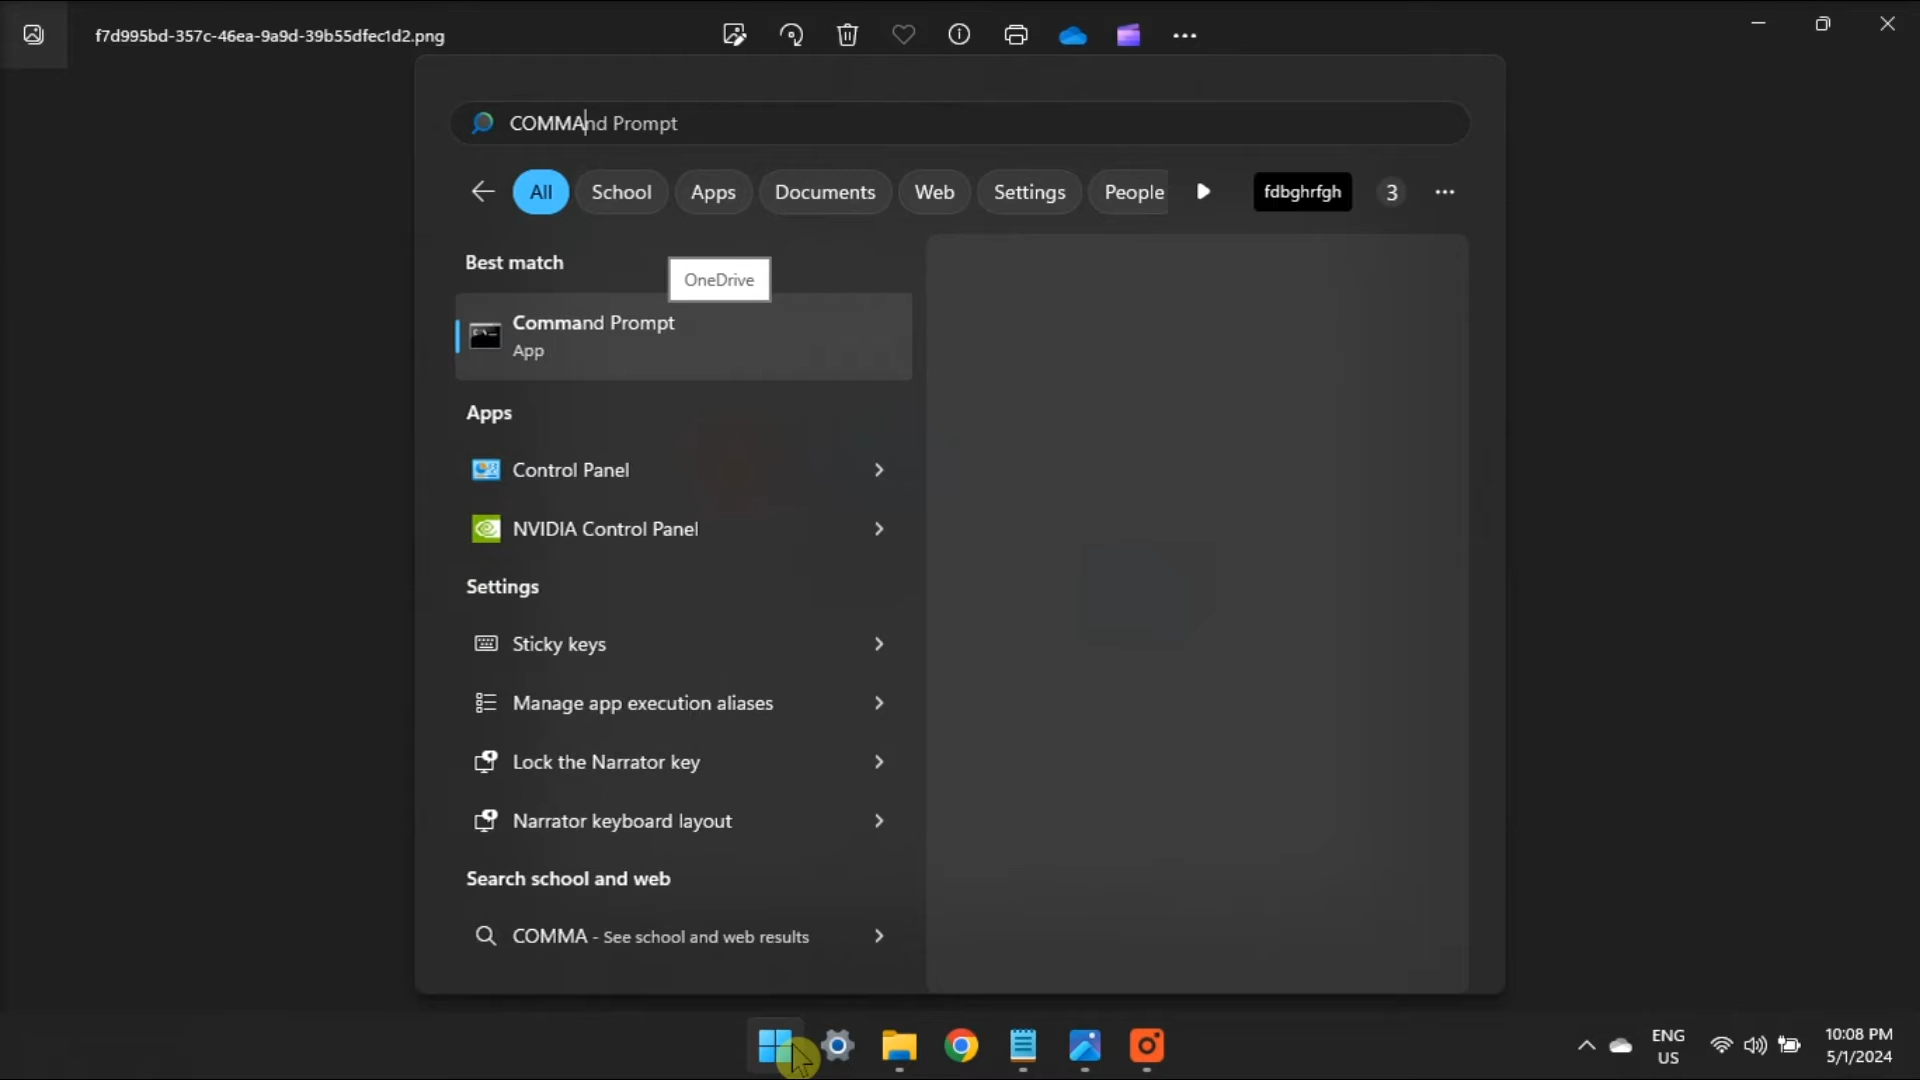 f7d995bd-357c-46ea-9a9d-39b55dfec1d2.png
COMMAnd Prompt
All School Apps Documents Web Settings People fdbghrfgh 3
Best match
OneDrive
Command Prompt
App
Apps
Control Panel
NVIDIA Control Panel
Settings
Sticky keys
Manage app execution aliases
Lock the Narrator key
Narrator keyboard layout
Search school and web
COMMA - See school and web results
ENG
US
10:08 PM
5/1/2024